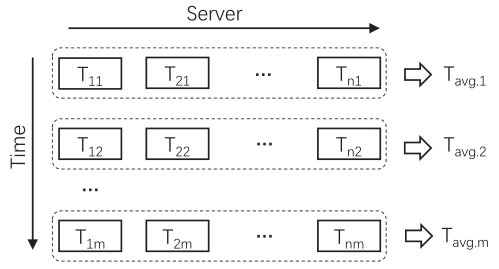 Server
Time
T11 T21 ... Tn1 Tavg.1
T12 T22 ... Tn2 Tavg.2
...
T1m T2m ... Tnm Tavg.m